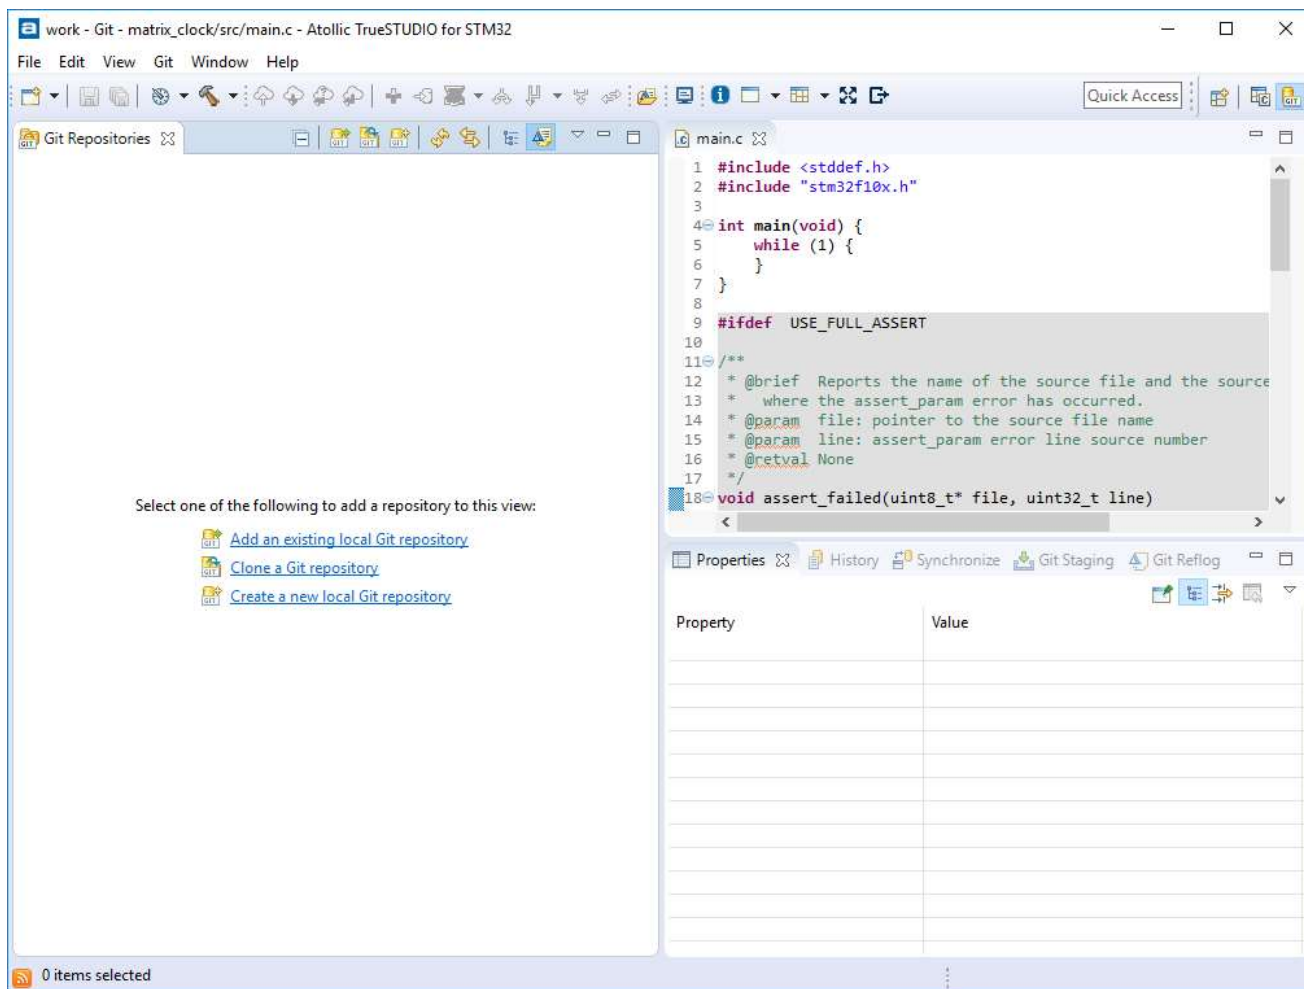 work - Git - matrix_clock/src/main.c - Atollic TrueSTUDIO for STM32
File Edit View Git Window Help
Quick Access
Git Repositories
Select one of the following to add a repository to this view:
Add an existing local Git repository
Clone a Git repository
Create a new local Git repository
main.c
1 #include <stddef.h>
2 #include "stm32f10x.h"
3
4 int main(void) {
5 while (1) {
6 }
7 }
8
9 #ifdef USE_FULL_ASSERT
10
11 /**
12 * @brief Reports the name of the source file and the source
13 * where the assert_param error has occurred.
14 * @param file: pointer to the source file name
15 * @param line: assert_param error line source number
16 * @retval None
17 */
18 void assert_failed(uint8_t* file, uint32_t line)
Properties History Synchronize Git Staging Git Reflog
Property Value
0 items selected